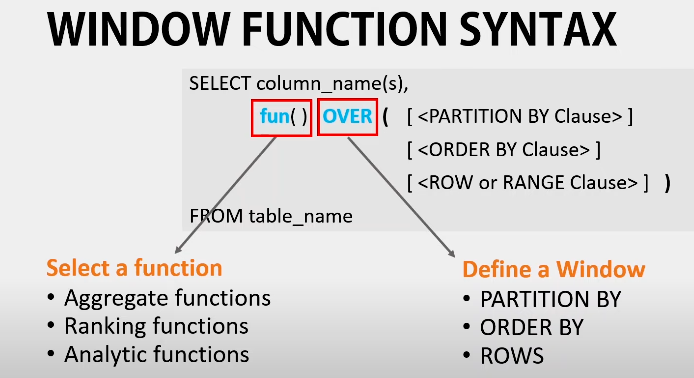 WINDOW FUNCTION SYNTAX
SELECT column_name(s),
fun( ) OVER ( [ <PARTITION BY Clause> ]
[ <ORDER BY Clause> ]
[ <ROW or RANGE Clause> ] )
FROM table_name
Select a function
• Aggregate functions
• Ranking functions
• Analytic functions
Define a Window
• PARTITION BY
• ORDER BY
• ROWS